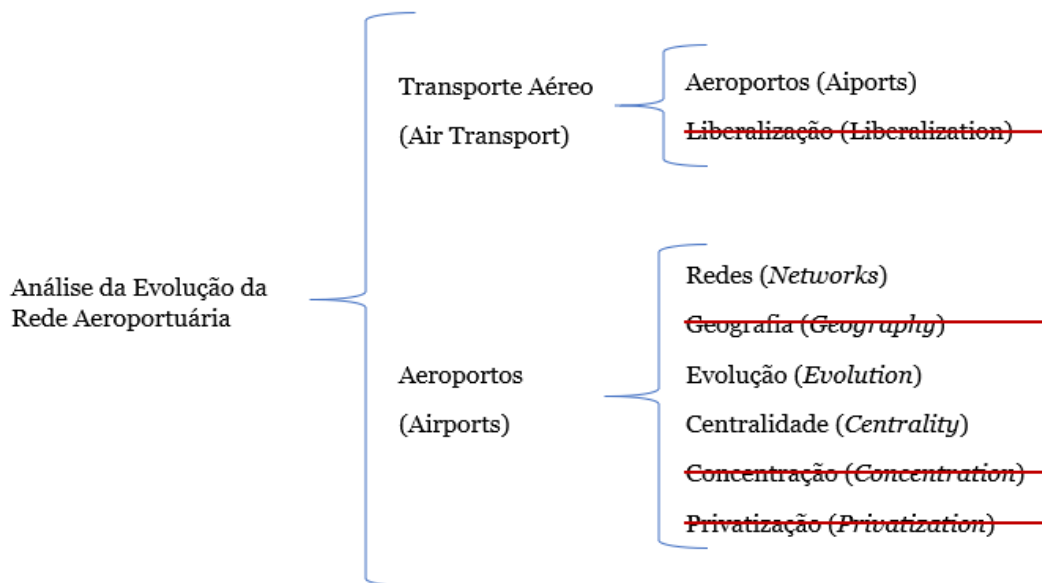 Transporte Aéreo
(Air Transport)
Aeroportos (Aiports)
Liberalização (Liberalization)
Análise da Evolução da
Rede Aeroportuária
Aeroportos
(Airports)
Redes (Networks)
Geografia (Geography)
Evolução (Evolution)
Centralidade (Centrality)
Concentração (Concentration)
Privatização (Privatization)